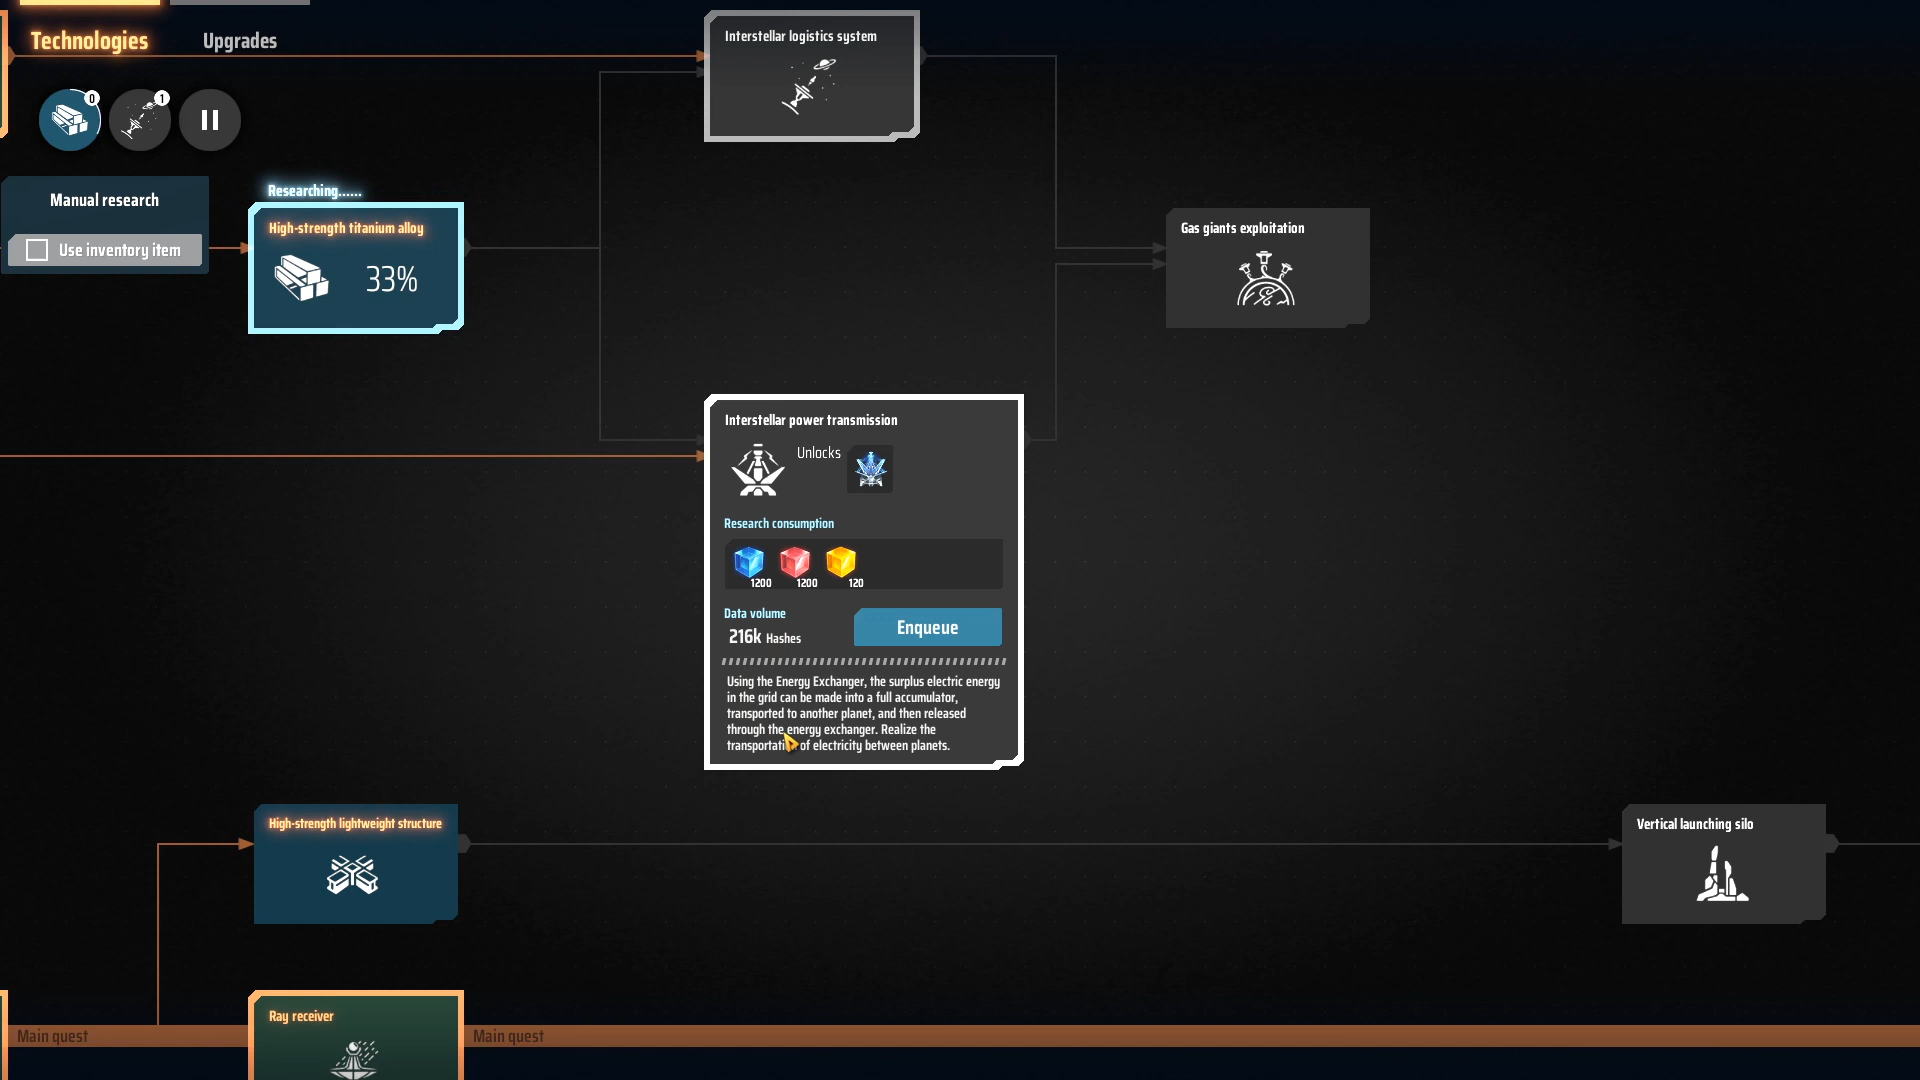 Technologies
Upgrades
Interstellar logistics system
0
1
Manual research
Use inventory item
Researching......
High-strength titanium alloy
33%
Gas giants exploitation
Interstellar power transmission
Unlocks
Research consumption
1200
1200
120
Data volume
216k Hashes
Enqueue
Using the Energy Exchanger, the surplus electric energy
in the grid can be made into a full accumulator,
transported to another planet, and then released
through the energy exchanger. Realize the
transportati of electricity between planets.
High-strength lightweight structure
Vertical launching silo
Ray receiver
Main quest
Main quest